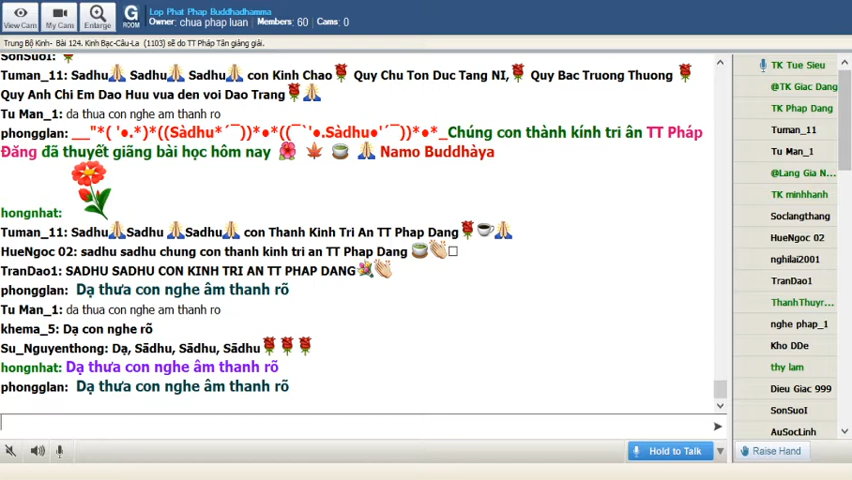 Lop Phat Phap Buddhadhamma
Owner: chua phap luan Members: 60 Cams: 0
View Cam
My Cams
Enlarge
G
ROOM
Trung Bộ Kinh- Bài 124. Kinh Bạc-Câu-La (1103) sẽ do TT Pháp Tân giảng giải.
SonSuoI:
Tuman_11: Sadhu Sadhu Sadhu con Kinh Chao Quy Chu Ton Duc Tang NI, Quy Bac Truong Thuong
Quy Anh Chi Em Dao Huu vua den voi Dao Trang
Tu Man_1: da thua con nghe am thanh ro
phongglan: __"*( '●.*)*((Sàdhu*´¯))*●*((¯`'●.Sàdhu●'´¯))*●*_Chúng con thành kính tri ân TT Pháp
Đăng đã thuyết giãng bài học hôm nay Namo Buddhàya
hongnhat:
Tuman_11: Sadhu Sadhu Sadhu con Thanh Kinh Tri An TT Phap Dang
HueNgoc 02: sadhu sadhu chung con thanh kinh tri an TT Phap Dang
TranDao1: SADHU SADHU CON KINH TRI AN TT PHAP DANG
phongglan: Dạ thưa con nghe âm thanh rõ
Tu Man_1: da thua con nghe am thanh ro
khema_5: Dạ con nghe rõ
Su_Nguyenthong: Dạ, Sādhu, Sādhu, Sādhu
hongnhat: Dạ thưa con nghe âm thanh rõ
phongglan: Dạ thưa con nghe âm thanh rõ
Hold to Talk
TK Tue Sieu
@TK Giac Dang
TK Phap Dang
Tuman_11
Tu Man_1
@Lang Gia N...
TK minhhanh
Soclangthang
HueNgoc 02
nghilai2001
TranDao1
ThanhThuyr...
nghe phap_1
Kho DDe
thy lam
Dieu Giac 999
SonSuoI
AuSocLinh
Raise Hand